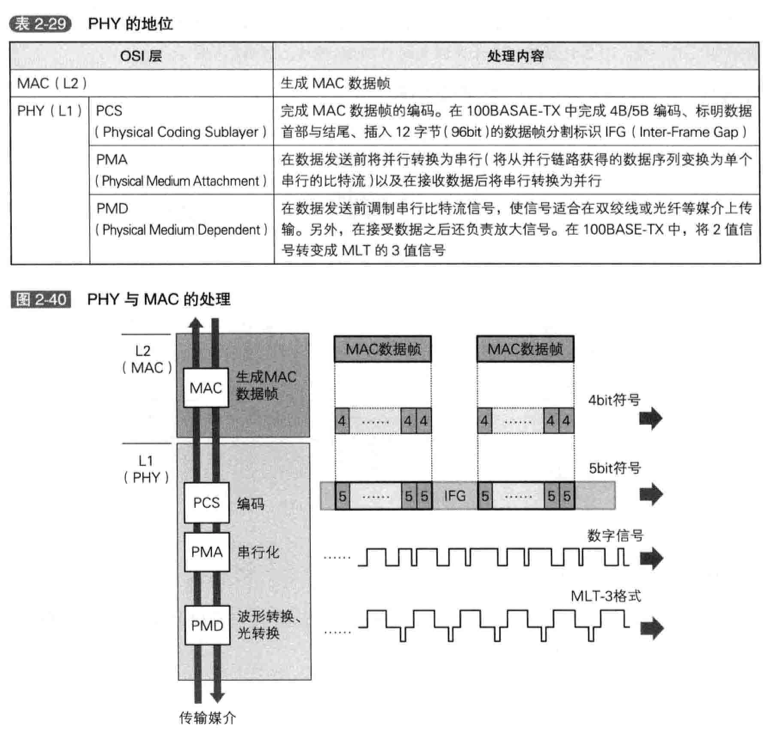 表 2-29 PHY 的地位
OSI 层 处理内容
MAC（L2） 生成 MAC 数据帧
PHY（L1） PCS
（Physical Coding Sublayer）
完成 MAC 数据帧的编码。在 100BASAE-TX 中完成 4B/5B 编码、标明数据
首部与结尾、插入 12 字节（96bit）的数据帧分割标识 IFG（Inter-Frame Gap）
PMA
（Physical Medium Attachment）
在数据发送前将并行转换为串行（将从并行链路获得的数据序列变换为单个
串行的比特流）以及在接收数据后将串行转换为并行
PMD
（Physical Medium Dependent）
在数据发送前调制串行比特流信号，使信号适合在双绞线或光纤等媒介上传
输。另外，在接受数据之后还负责放大信号。在 100BASE-TX 中，将 2 值信
号转变成 MLT 的 3 值信号
图 2-40 PHY 与 MAC 的处理
L2
（MAC）
MAC
生成MAC
数据帧
MAC数据帧 MAC数据帧
4 …… 4 4 4 …… 4 4
4bit符号
L1
（PHY）
PCS 编码
5 …… 5 5 IFG 5 …… 5 5
5bit符号
PMA 串行化
……
数字信号
PMD
波形转换、
光转换
……
MLT-3格式
传输媒介